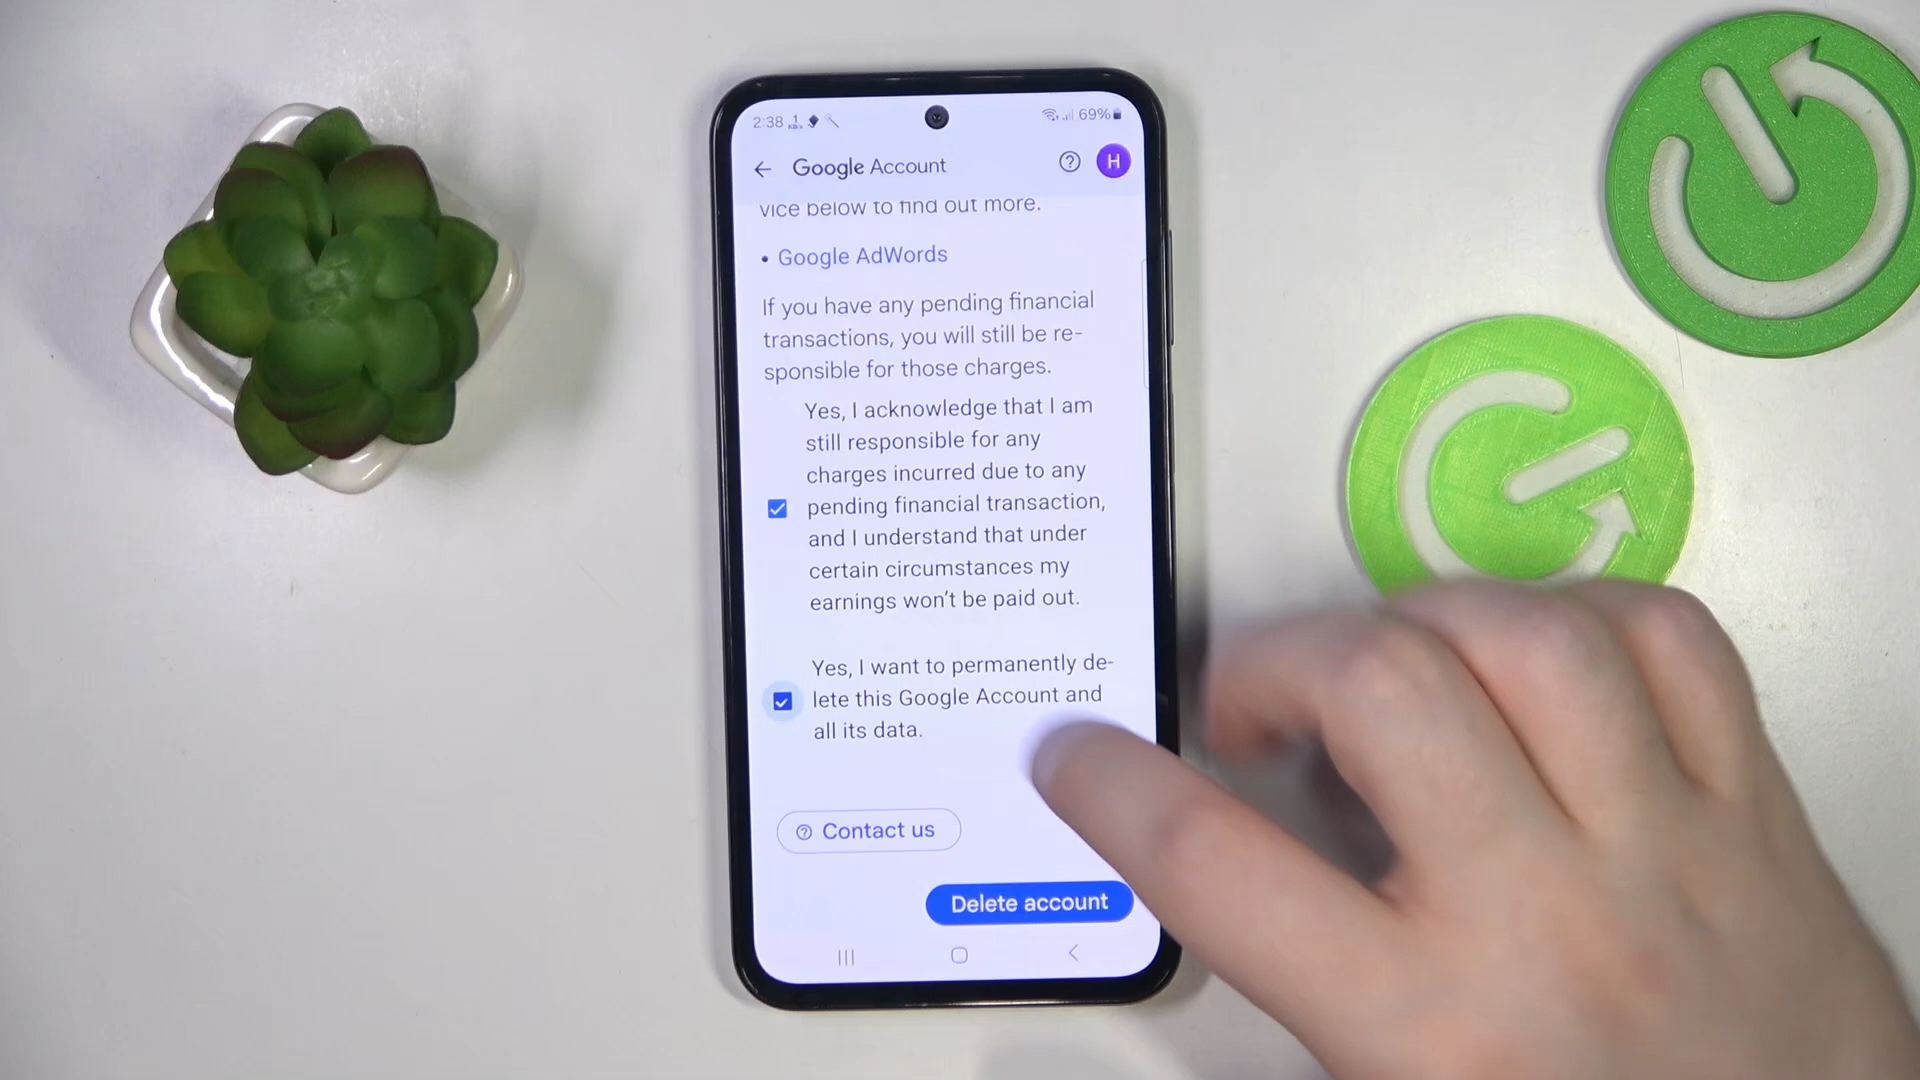 2:38
69%
Google Account
H
vice below to find out more.
• Google AdWords
If you have any pending financial
transactions, you will still be re-
sponsible for those charges.
Yes, I acknowledge that I am
still responsible for any
charges incurred due to any
pending financial transaction,
and I understand that under
certain circumstances my
earnings won't be paid out.
Yes, I want to permanently de-
lete this Google Account and
all its data.
Contact us
Delete account